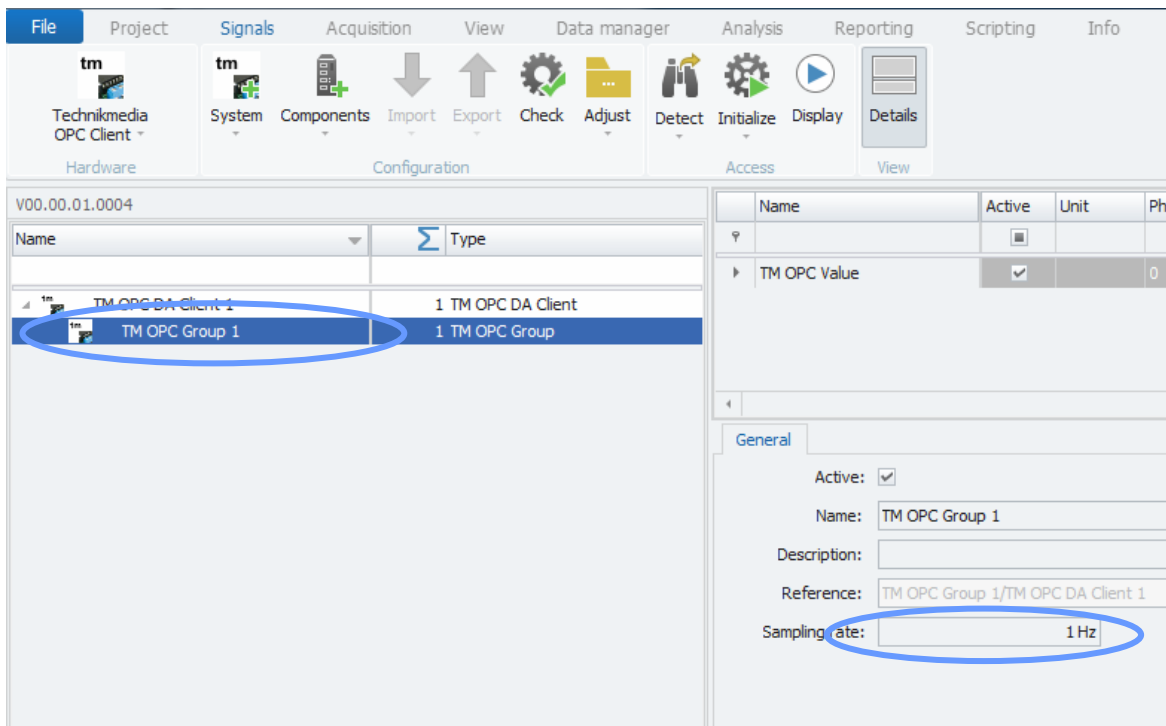 File Project Signals Acquisition View Data manager Analysis Reporting Scripting Info
tm tm
Technikmedia
OPC Client
System Components Import Export Check Adjust Detect Initialize Display Details
Hardware Configuration Access View
V00.00.01.0004
Name Type
TM OPC DA Client 1 1 TM OPC DA Client
TM OPC Group 1 1 TM OPC Group
Name Active Unit Ph
TM OPC Value 0
General
Active:
Name: TM OPC Group 1
Description:
Reference: TM OPC Group 1/TM OPC DA Client 1
Sampling rate: 1 Hz